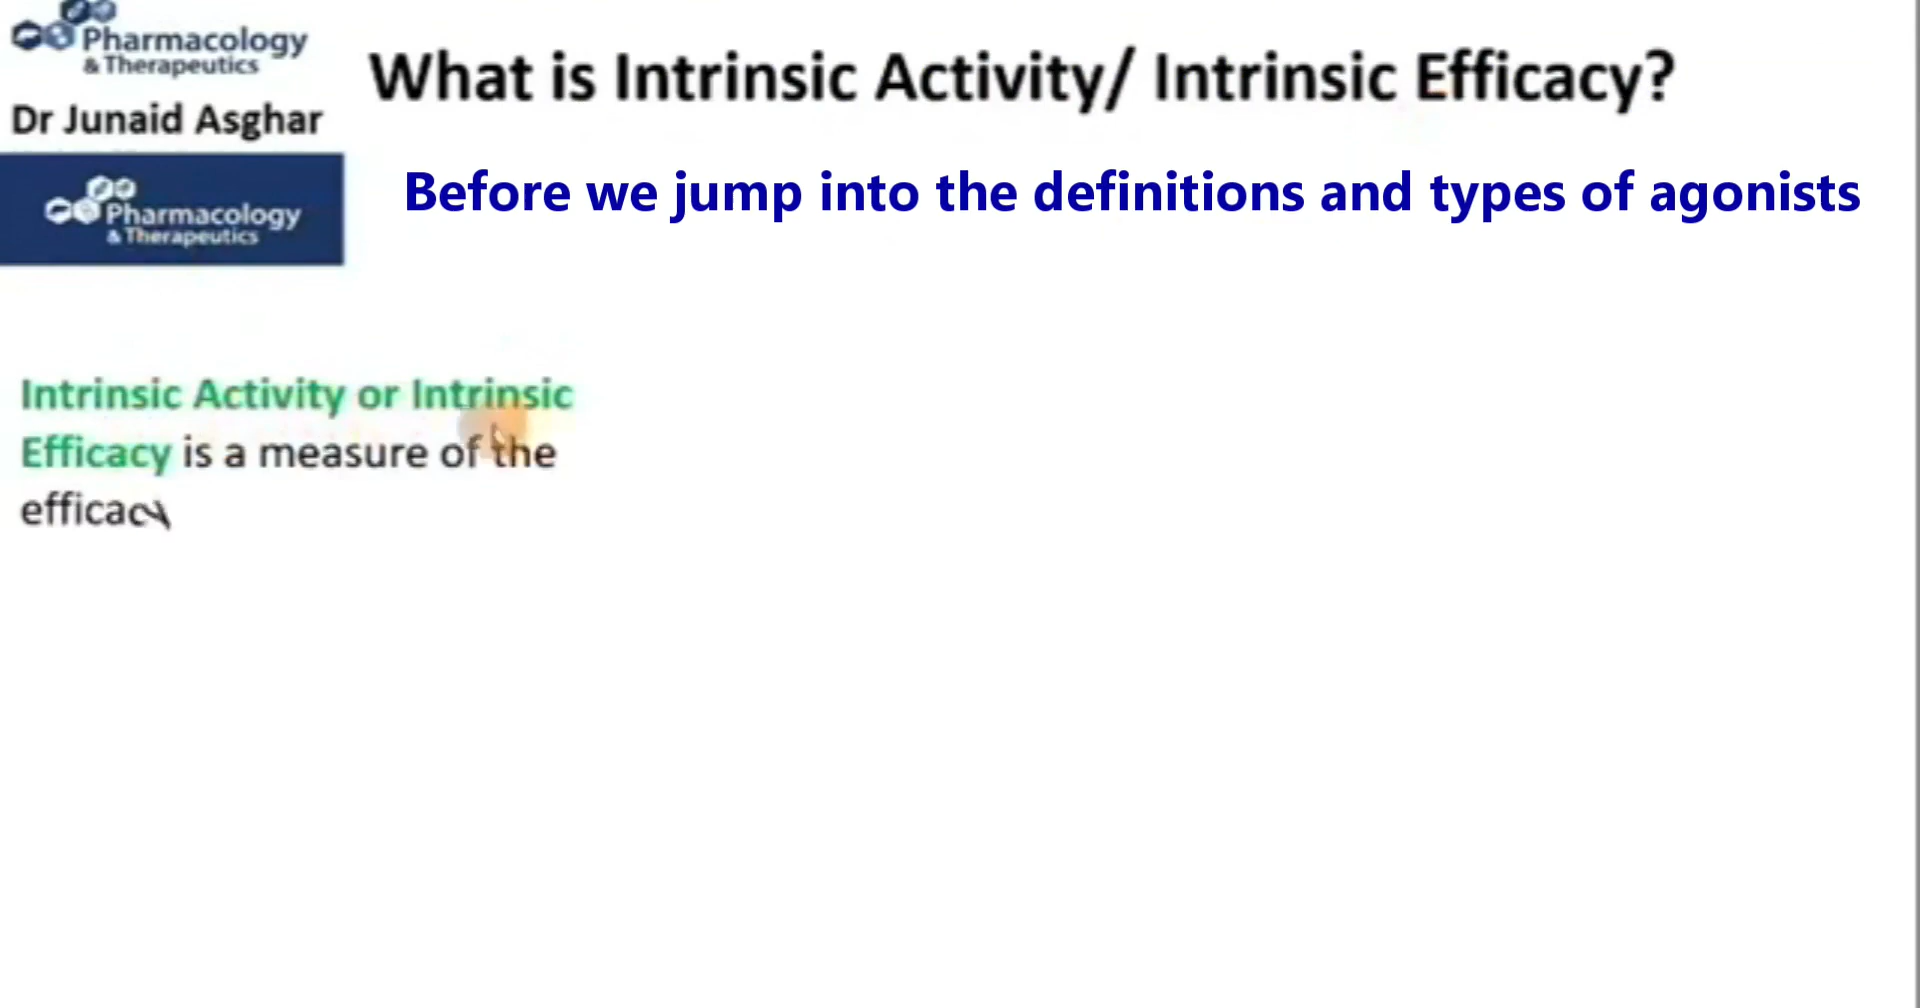 Pharmacology
& Therapeutics
Dr Junaid Asghar
Pharmacology
& Therapeutics
What is Intrinsic Activity/ Intrinsic Efficacy?
Before we jump into the definitions and types of agonists
Intrinsic Activity or Intrinsic
Efficacy is a measure of the
efficacy